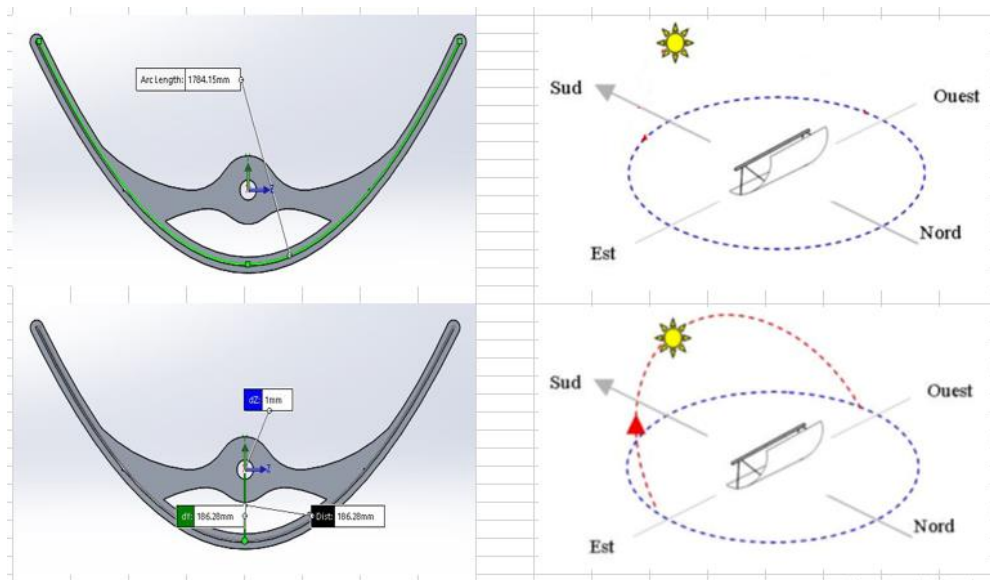 Arc Length: 1784.15mm
Z
Sud
Ouest
Est
Nord
dZ: 1mm
Z
dY: 186.28mm
Dist: 186.28mm
Sud
Ouest
Est
Nord